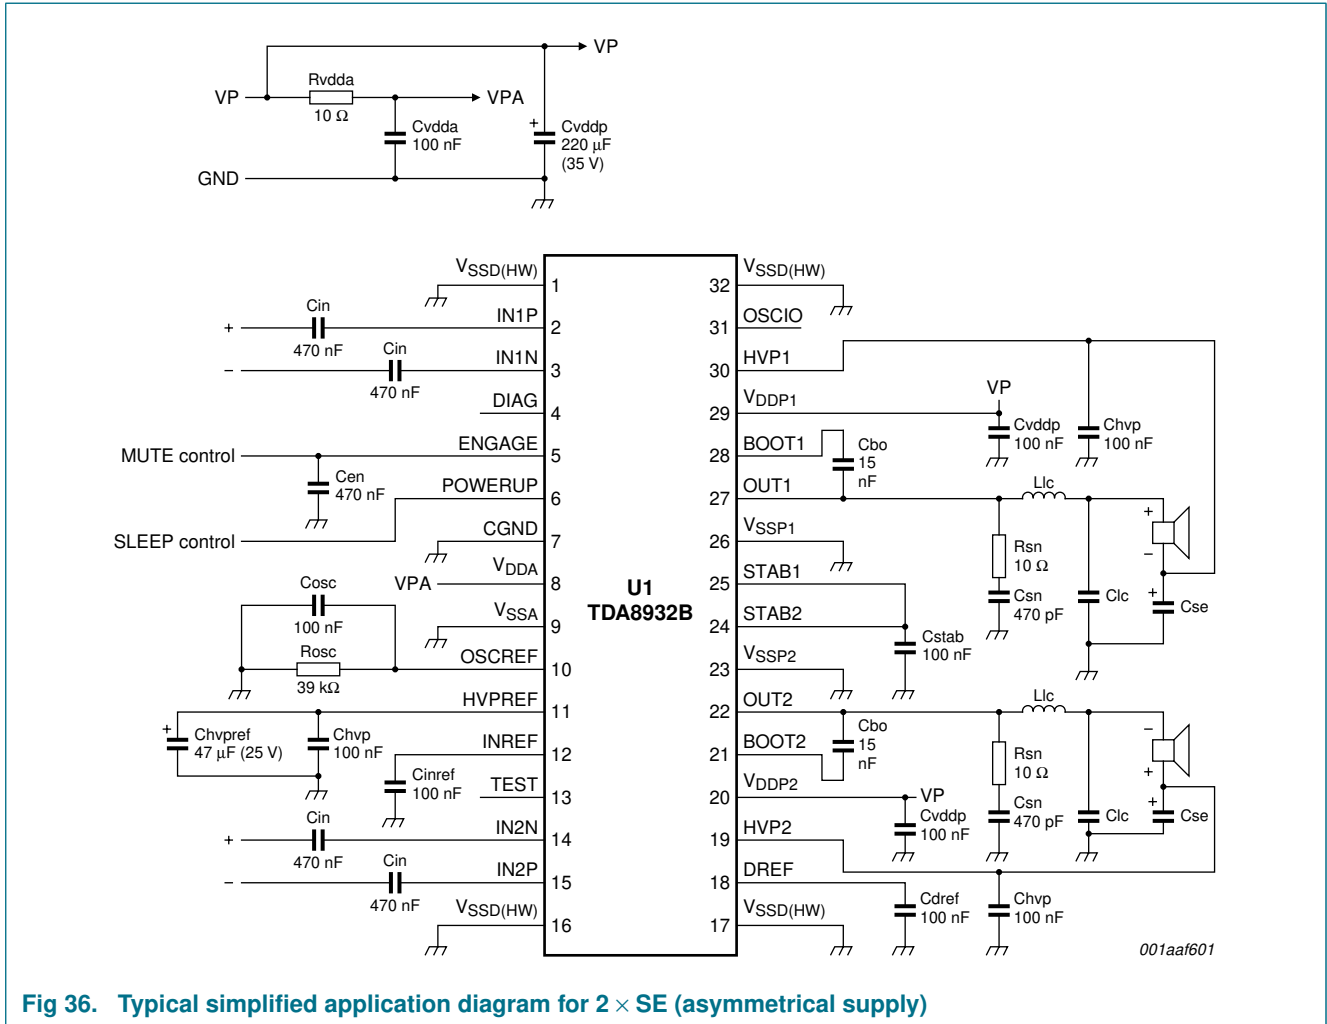 VP
Rvdda
VP
VPA
10 Ω
Cvdda
100 nF
+
Cvddp
220 μF
(35 V)
GND
VSSD(HW)
1
Cin
+
470 nF
IN1P
2
Cin
−
470 nF
IN1N
3
DIAG
4
MUTE control
ENGAGE
5
Cen
470 nF
POWERUP
6
SLEEP control
CGND
7
VPA
VDDA
8
Cosc
100 nF
VSSA
9
Rosc
39 kΩ
OSCREF
10
HVPREF
11
+
Chvpref
47 μF (25 V)
Chvp
100 nF
INREF
12
Cinref
100 nF
TEST
13
Cin
+
470 nF
IN2N
14
Cin
−
470 nF
IN2P
15
VSSD(HW)
16
U1
TDA8932B
32
VSSD(HW)
31
OSCIO
30
HVP1
29
VDDP1
VP
Cvddp
100 nF
Chvp
100 nF
28
BOOT1
Cbo
15
nF
27
OUT1
Llc
+
−
26
VSSP1
Rsn
10 Ω
25
STAB1
Csn
470 pF
Clc
+
Cse
24
STAB2
Cstab
100 nF
23
VSSP2
22
OUT2
Llc
Cbo
15
nF
−
+
21
BOOT2
Rsn
10 Ω
20
VDDP2
VP
Cvddp
100 nF
Csn
470 pF
Clc
+
Cse
19
HVP2
18
DREF
Cdref
100 nF
Chvp
100 nF
17
VSSD(HW)
001aaf601
Fig 36. Typical simplified application diagram for 2 × SE (asymmetrical supply)